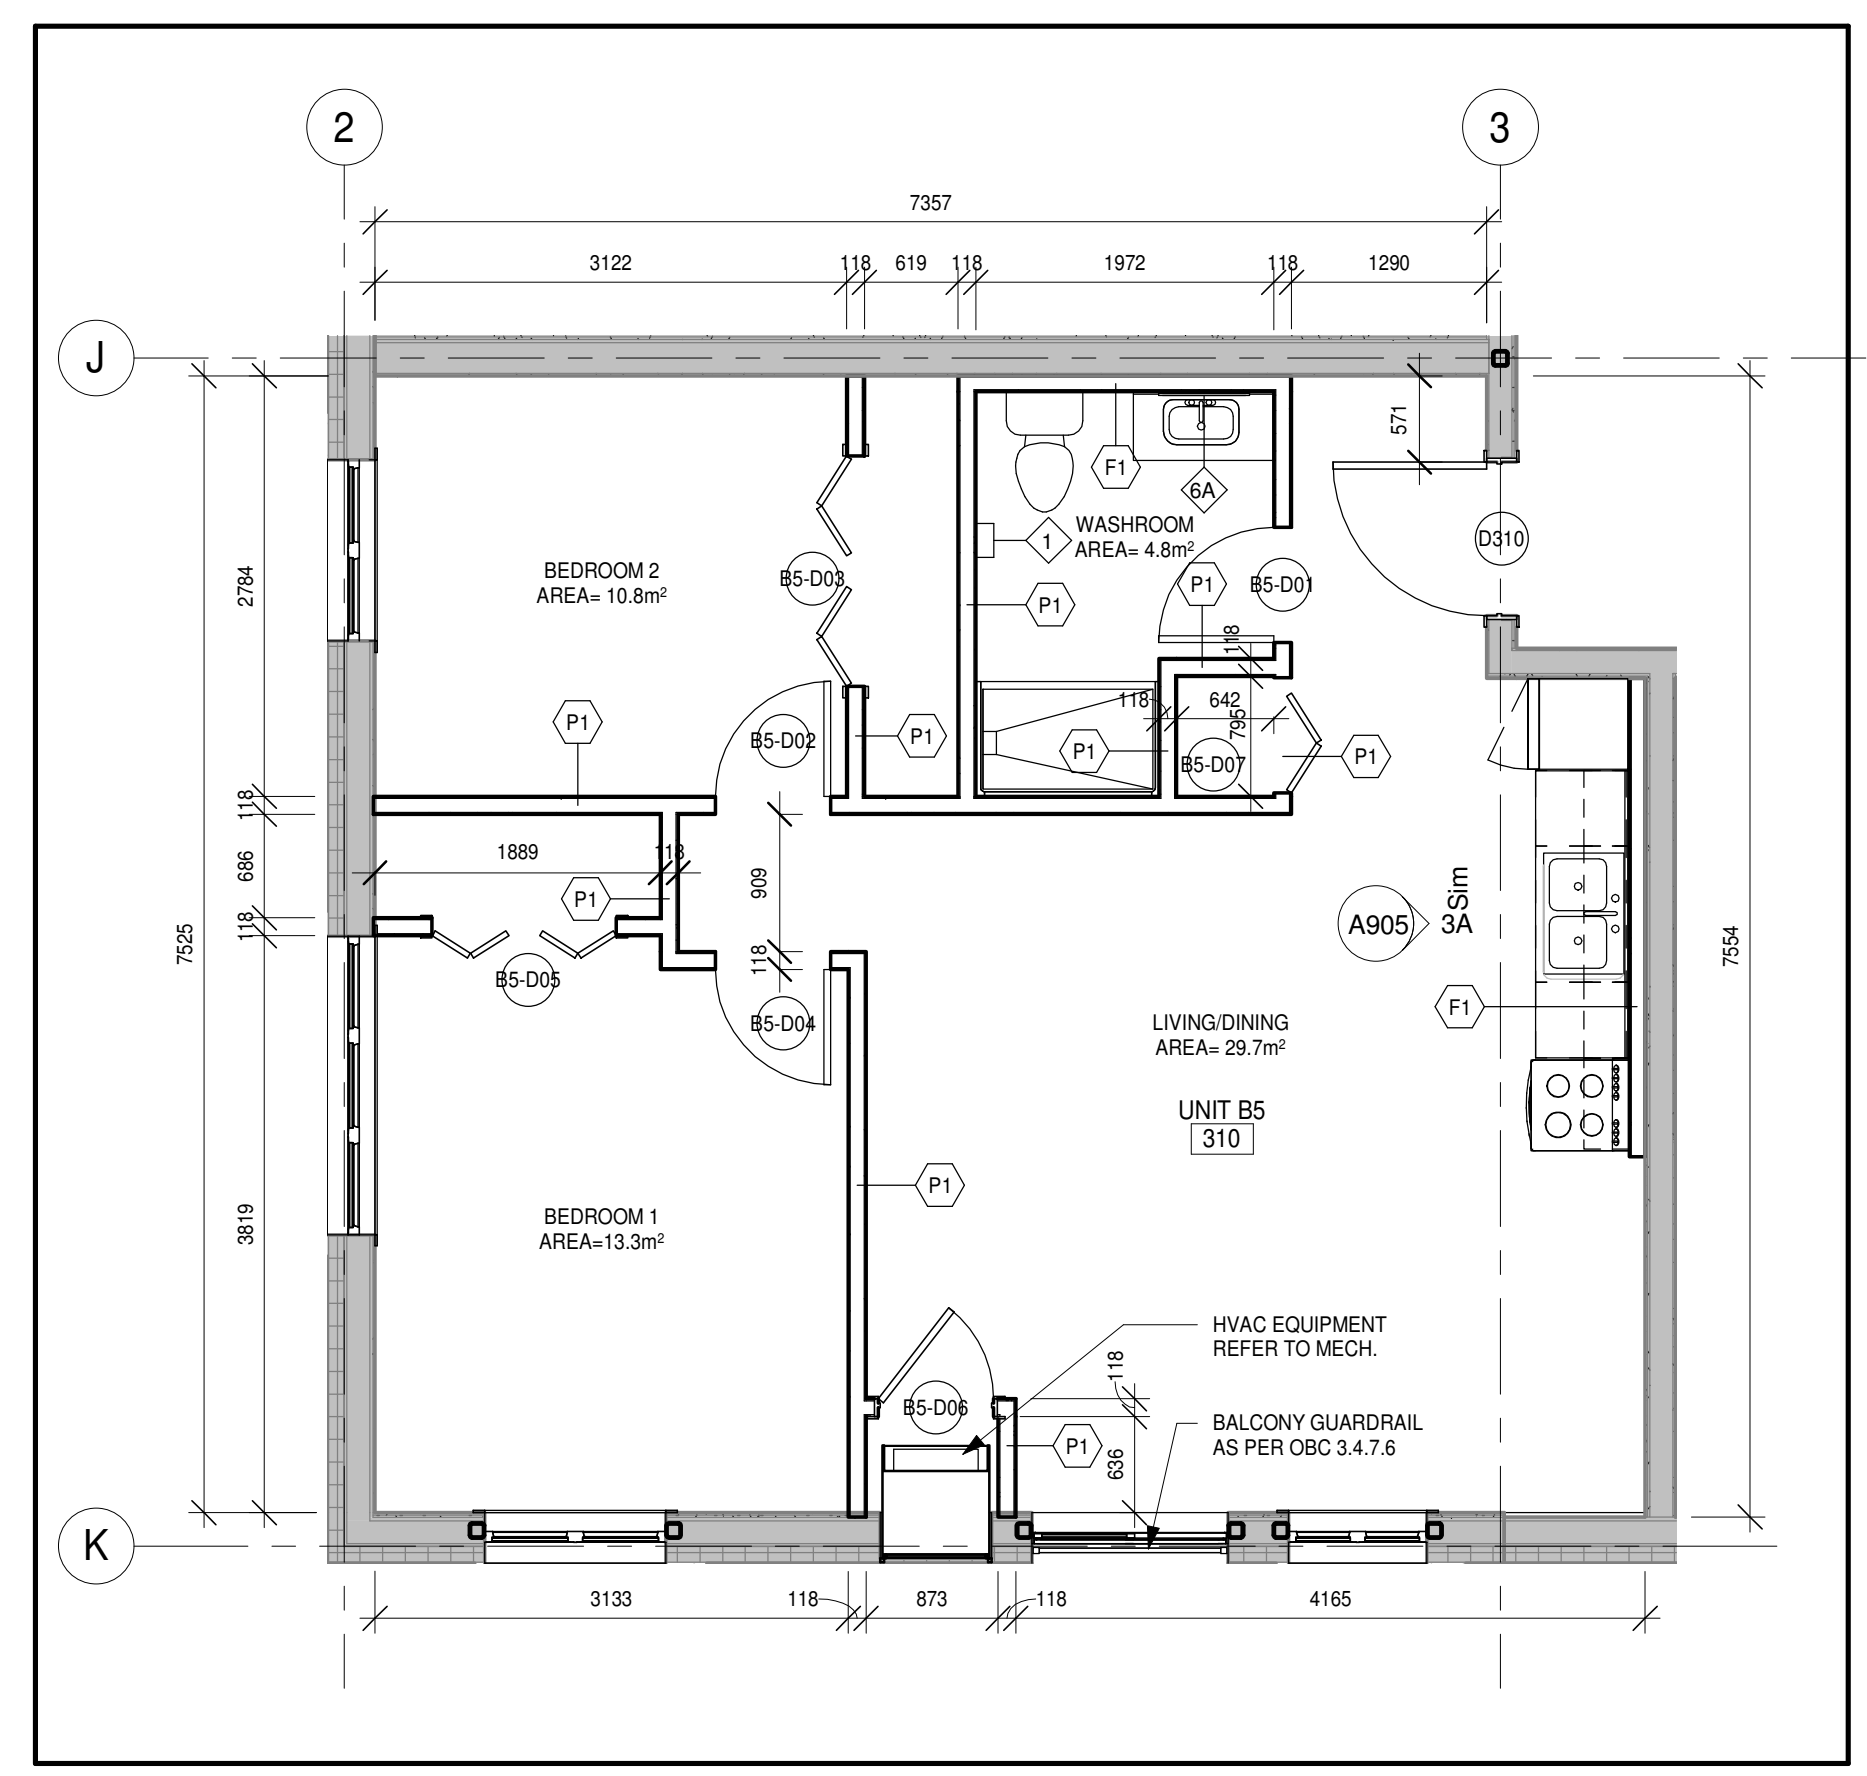 2
3
7357
3122
118
619
118
1972
118
1290
J
571
F1
6A
WASHROOM
AREA= 4.8m²
1
D310
BEDROOM 2
AREA= 10.8m²
B5-D03
P1
B5-D01
P1
2784
118
118
642
795
P1
B5-D02
P1
P1
B5-D07
P1
118
1889
118
686
909
P1
118
A905
3A
Sim
7525
118
7554
B5-D05
B5-D04
F1
LIVING/DINING
AREA= 29.7m²
UNIT B5
310
P1
3819
BEDROOM 1
AREA=13.3m²
HVAC EQUIPMENT
REFER TO MECH.
118
B5-D06
BALCONY GUARDRAIL
AS PER OBC 3.4.7.6
P1
636
K
3133
118
873
118
4165